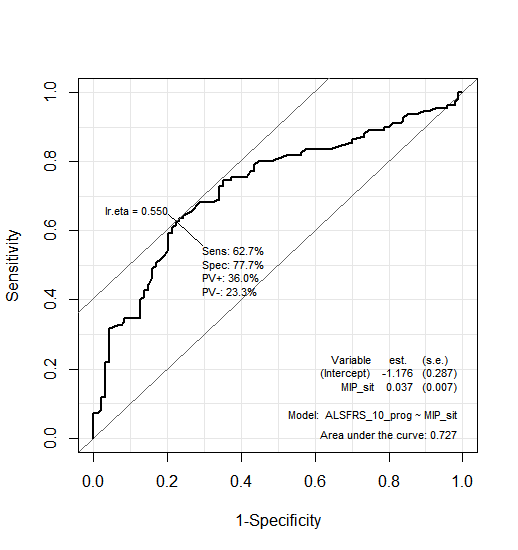 1.0
0.8
0.6
0.4
0.2
0.0
Sensitivity
lr.eta = 0.550
Sens: 62.7%
Spec: 77.7%
PV+: 36.0%
PV-: 23.3%
Variable est. (s.e.)
(Intercept) -1.176 (0.287)
MIP_sit 0.037 (0.007)
Model: ALSFRS_10_prog ~ MIP_sit
Area under the curve: 0.727
0.0 0.2 0.4 0.6 0.8 1.0
1-Specificity